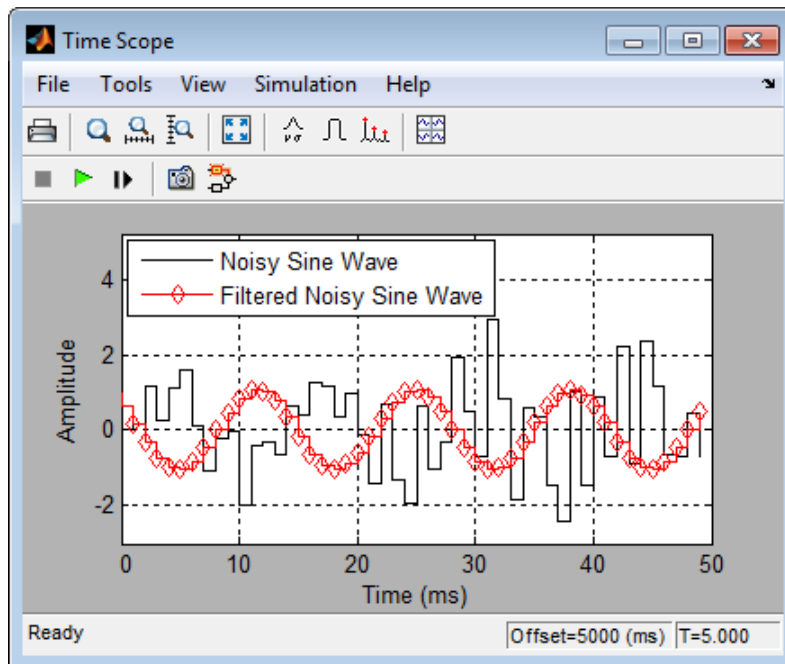 Time Scope
File Tools View Simulation Help
Noisy Sine Wave
Filtered Noisy Sine Wave
Amplitude
4
2
0
-2
0 10 20 30 40 50
Time (ms)
Ready
Offset=5000 (ms) T=5.000